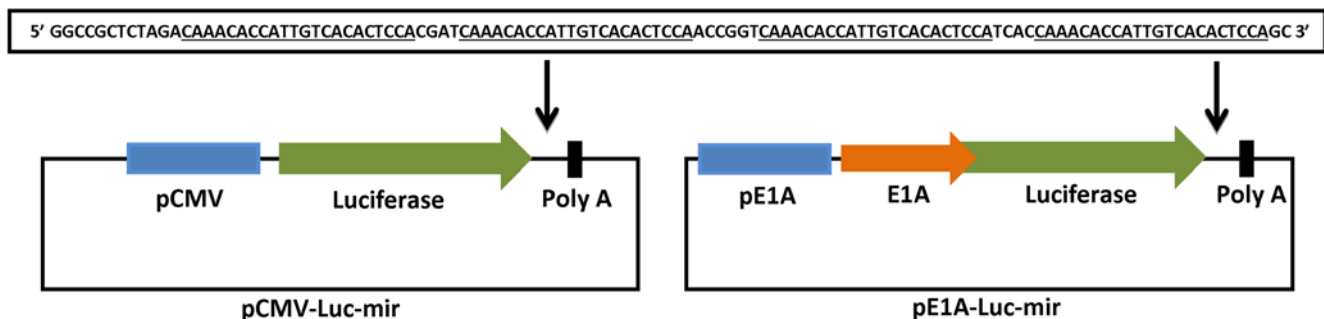 5’ GGCCGCTCTAGACAAACACCATTGTCACACTCCACGATCAAACACCATTGTCACACTCCAACCGGTCAAACACCATTGTCACACTCCATCACCAAACACCATTGTCACACTCCAGC 3’
pCMV Luciferase Poly A pE1A E1A Luciferase Poly A
pCMV-Luc-mir pE1A-Luc-mir